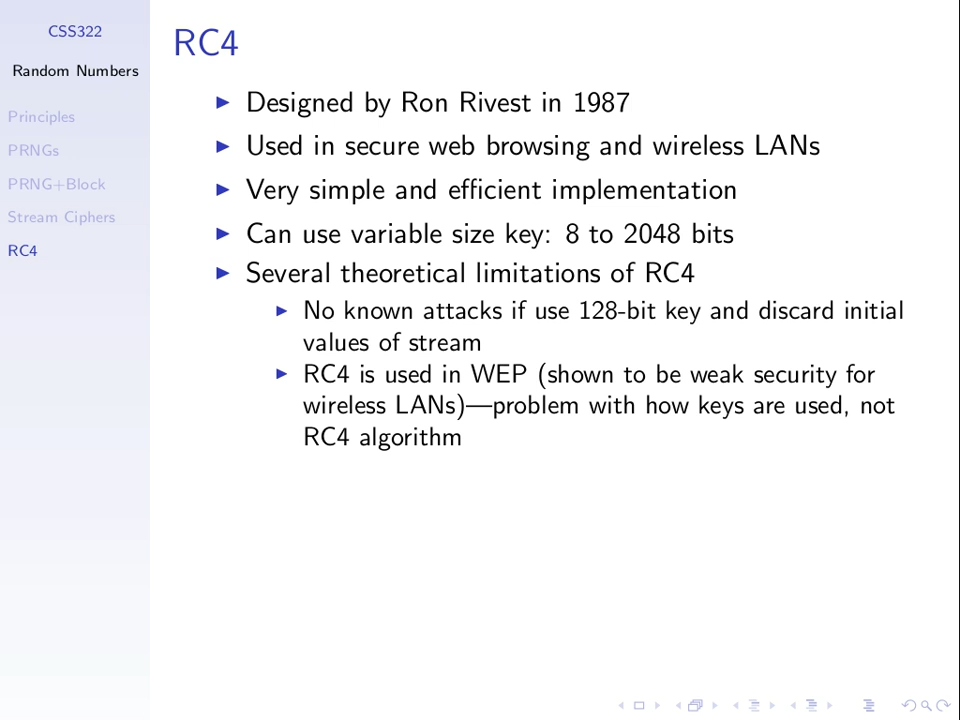 CSS322
Random Numbers
Principles
PRNGs
PRNG+Block
Stream Ciphers
RC4
RC4
Designed by Ron Rivest in 1987
Used in secure web browsing and wireless LANs
Very simple and efficient implementation
Can use variable size key: 8 to 2048 bits
Several theoretical limitations of RC4
No known attacks if use 128-bit key and discard initial
values of stream
RC4 is used in WEP (shown to be weak security for
wireless LANs)—problem with how keys are used, not
RC4 algorithm